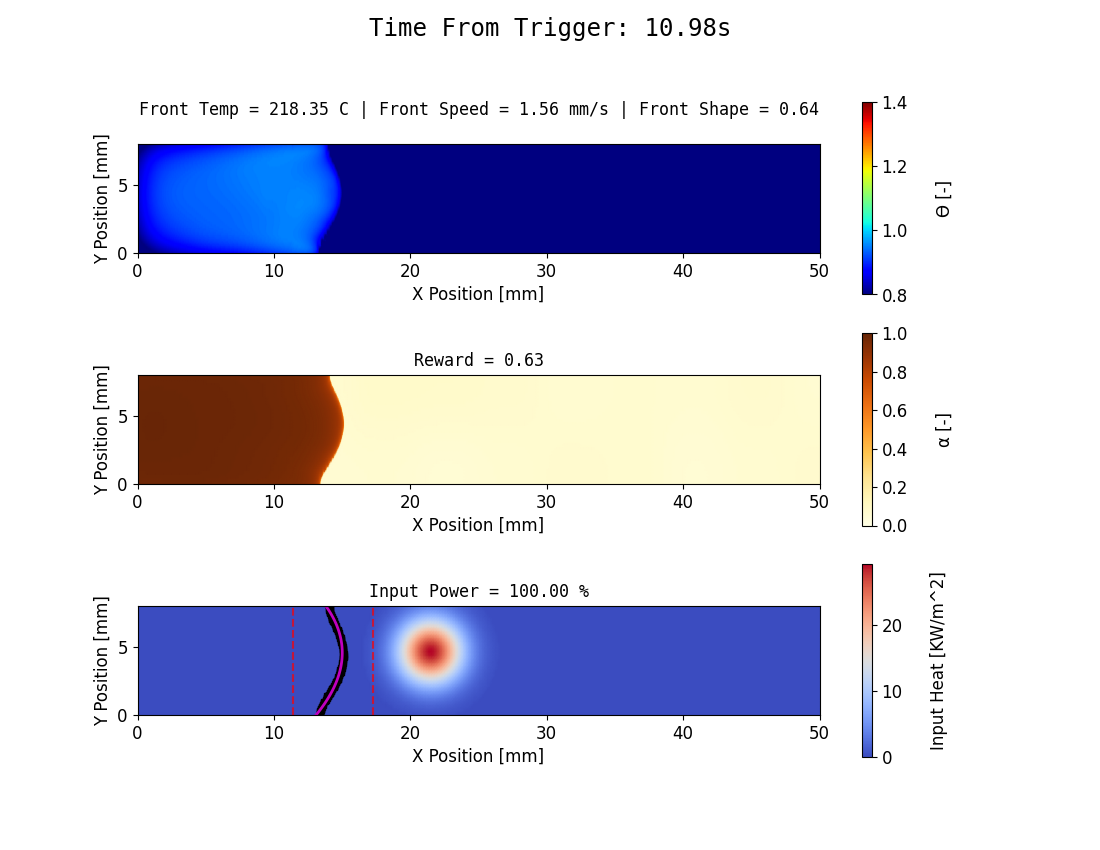 Time From Trigger: 10.98s
Front Temp = 218.35 C | Front Speed = 1.56 mm/s | Front Shape = 0.64
Y Position [mm]
5
0
0 10 20 30 40 50
X Position [mm]
1.4
1.2
1.0
0.8
Θ [-]
Reward = 0.63
Y Position [mm]
5
0
0 10 20 30 40 50
X Position [mm]
1.0
0.8
0.6
0.4
0.2
0.0
α [-]
Input Power = 100.00 %
Y Position [mm]
5
0
0 10 20 30 40 50
X Position [mm]
20
10
0
Input Heat [KW/m^2]